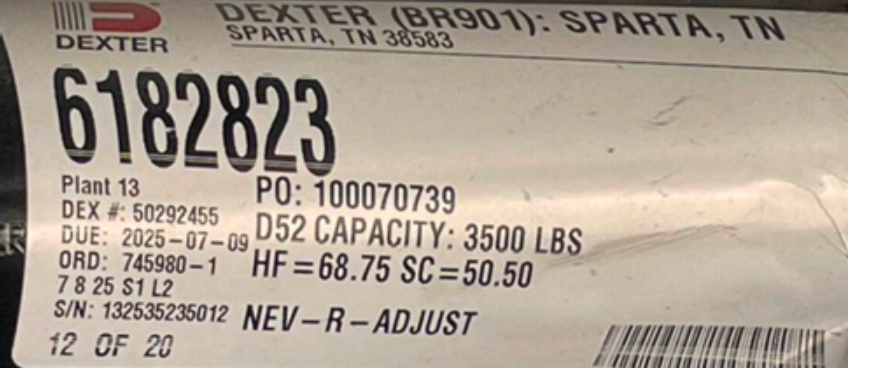 DEXTER
DEXTER (BR901): SPARTA, TN
SPARTA, TN 38583
6182823
Plant 13
DEX #: 50292455
DUE: 2025-07-09
ORD: 745980-1
7 8 25 S1 L2
S/N: 132535235012
12 OF 20
PO: 100070739
D52 CAPACITY: 3500 LBS
HF=68.75 SC=50.50
NEV-R-ADJUST